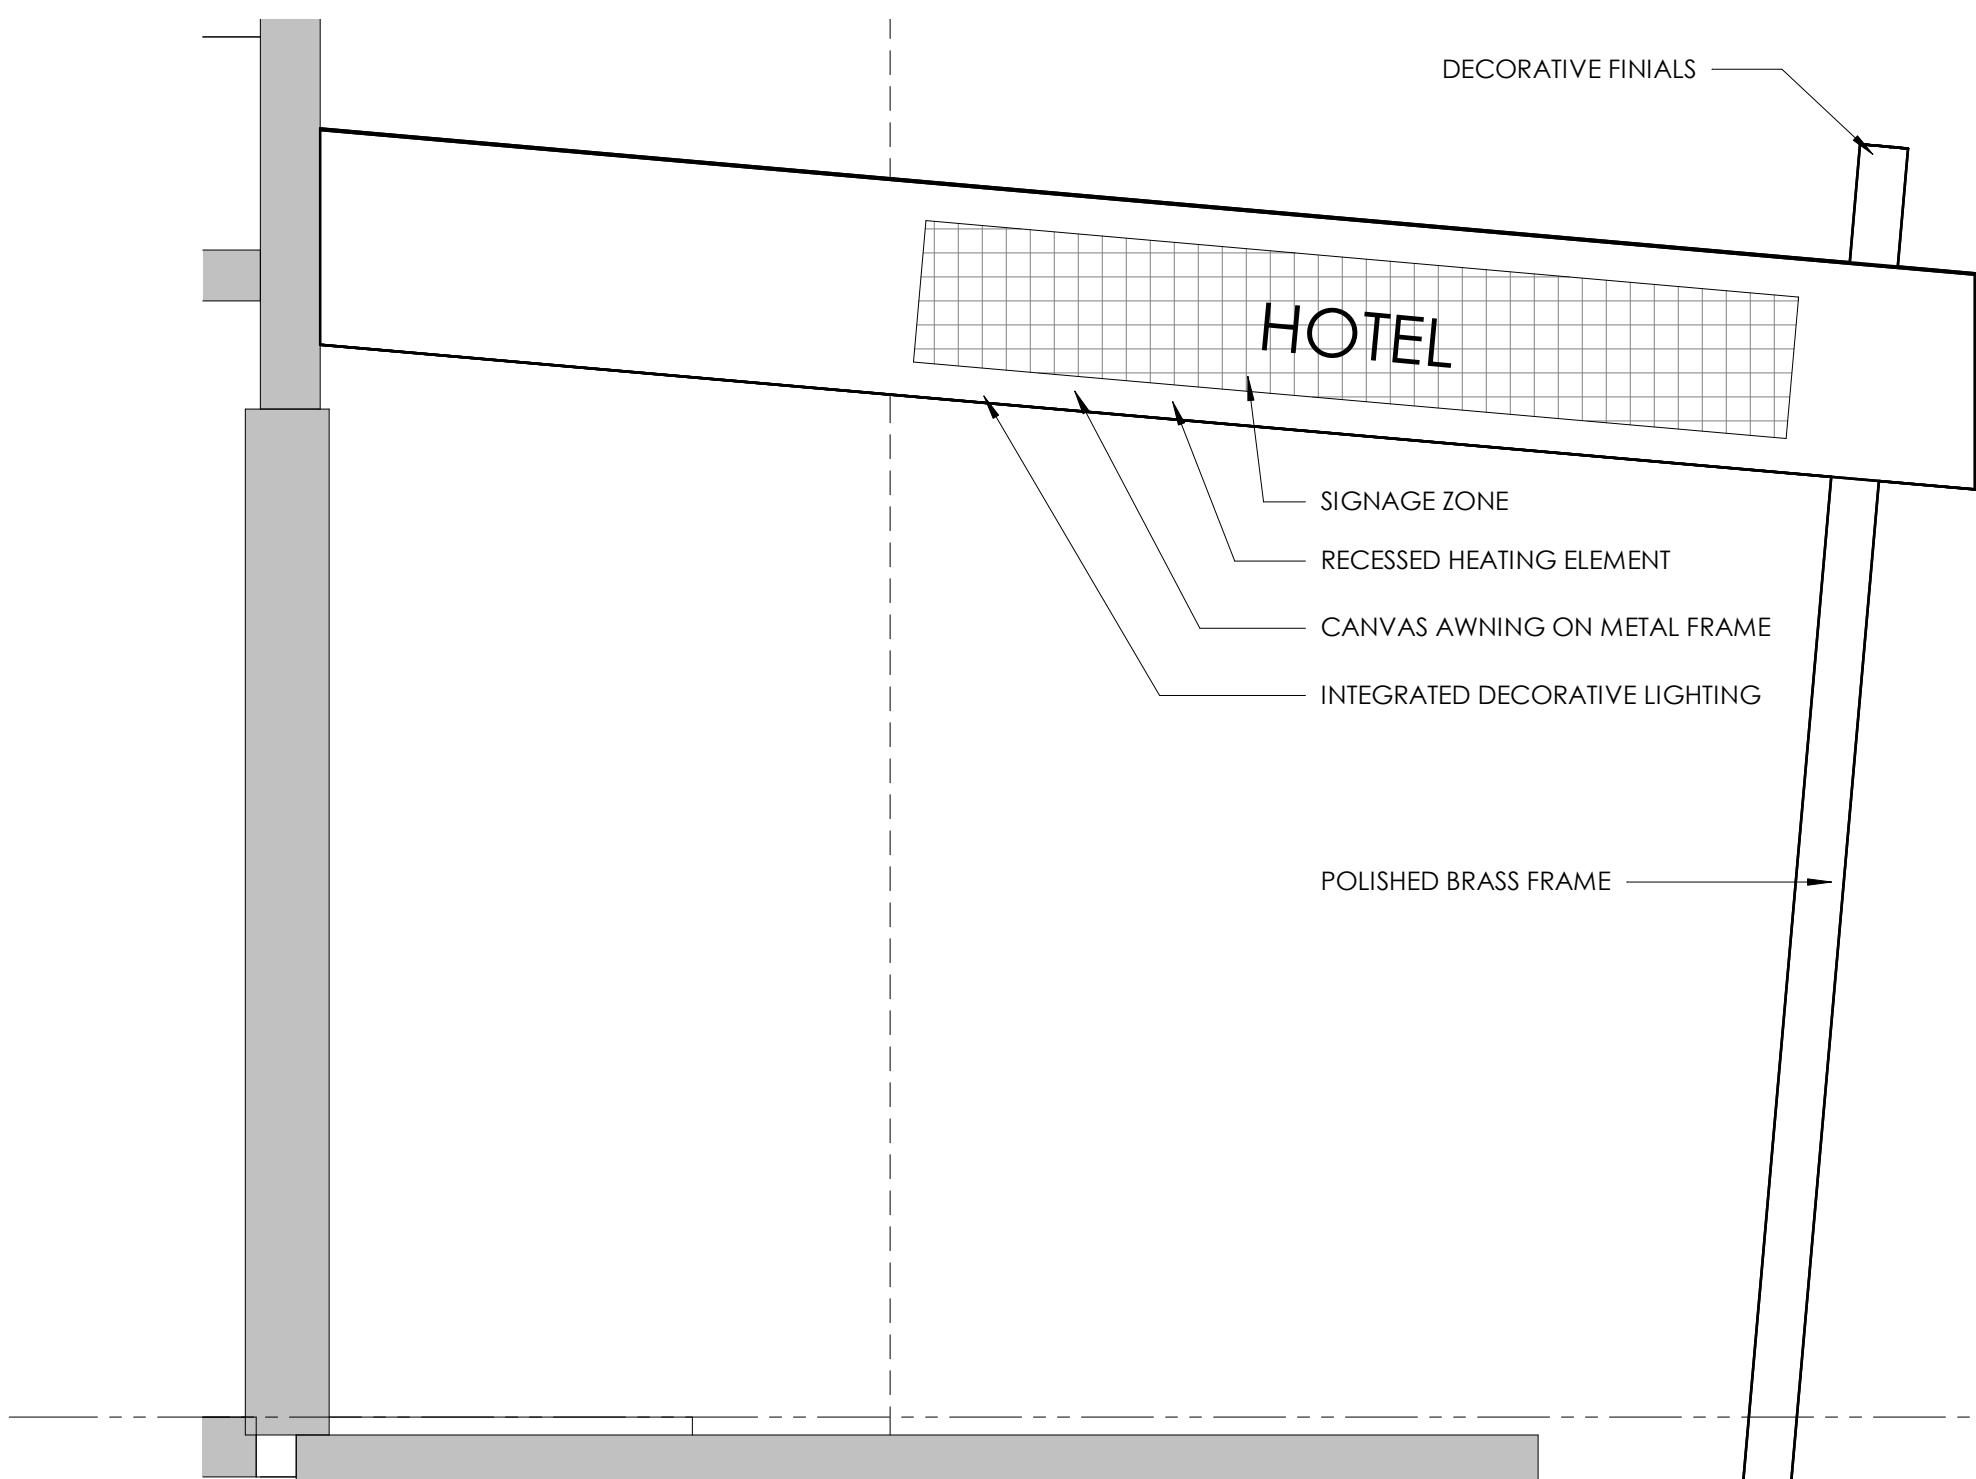 DECORATIVE FINIALS
HOTEL
SIGNAGE ZONE
RECESSED HEATING ELEMENT
CANVAS AWNING ON METAL FRAME
INTEGRATED DECORATIVE LIGHTING
POLISHED BRASS FRAME